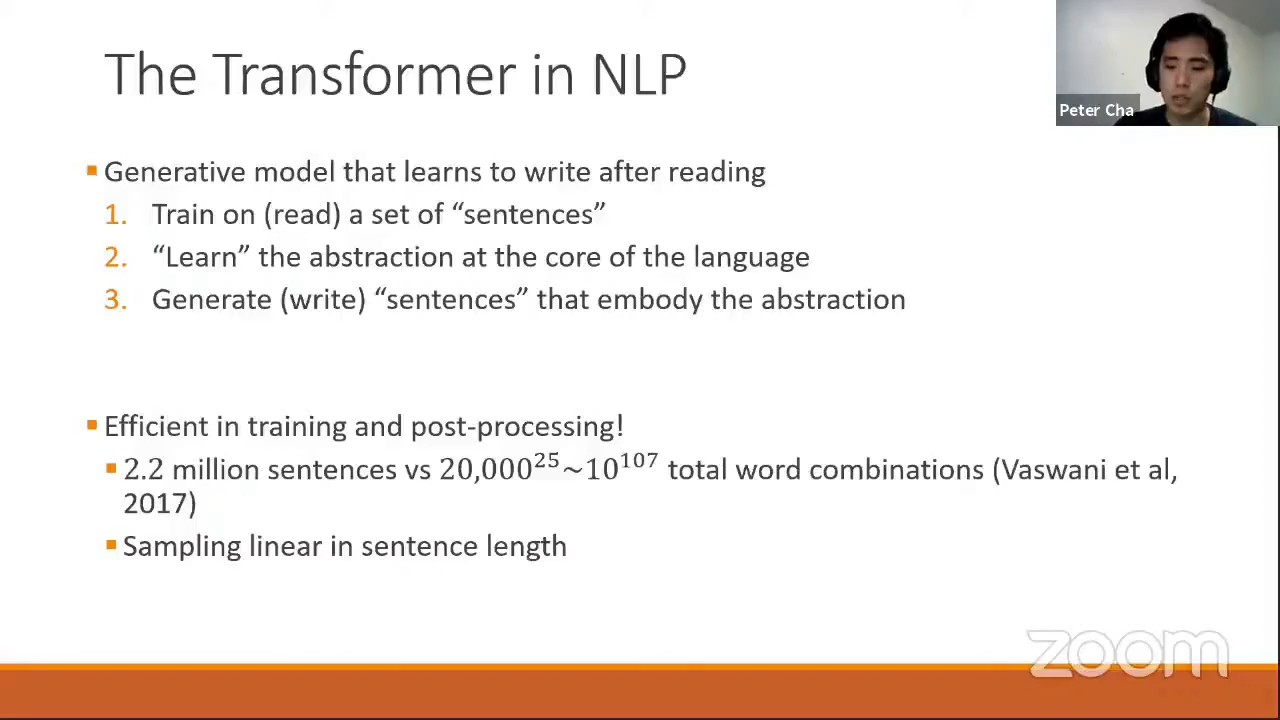 The Transformer in NLP
Peter Cha
▪ Generative model that learns to write after reading
1. Train on (read) a set of “sentences”
2. “Learn” the abstraction at the core of the language
3. Generate (write) “sentences” that embody the abstraction
▪ Efficient in training and post-processing!
▪ 2.2 million sentences vs 20,000²⁵~10¹⁰⁷ total word combinations (Vaswani et al,
2017)
▪ Sampling linear in sentence length
zoom